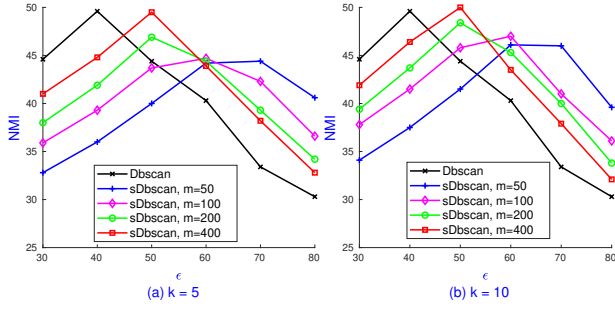 50
45
40
35
30
25
NMI
Dbscan
sDbscan, m=50
sDbscan, m=100
sDbscan, m=200
sDbscan, m=400
30 40 50 60 70 80
ϵ
(a) k = 5
50
45
40
35
30
25
NMI
Dbscan
sDbscan, m=50
sDbscan, m=100
sDbscan, m=200
sDbscan, m=400
30 40 50 60 70 80
ϵ
(b) k = 10